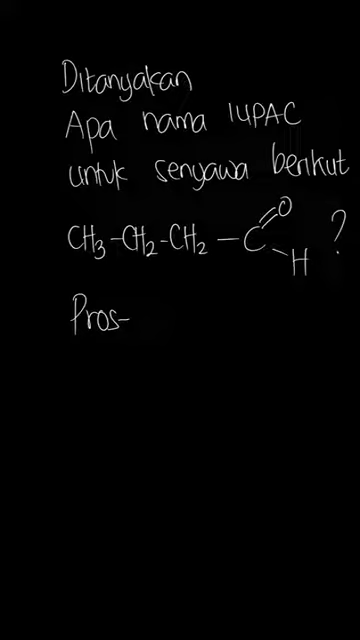 Ditanyakan
Apa nama IUPAC
untuk senyawa berikut
CH3-CH2-CH2-C=O-H ?
Pros-